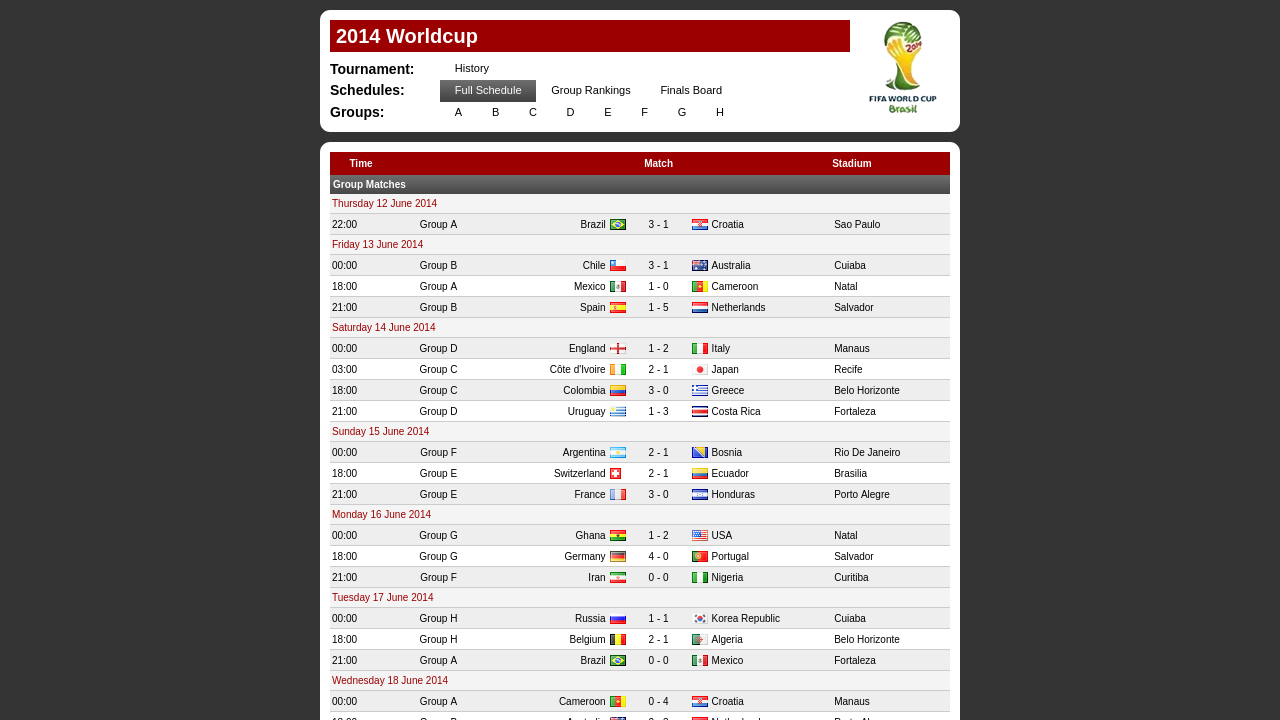 2014 Worldcup
2014
FIFA WORLD CUP
Brasil
Tournament: History
Schedules: Full Schedule Group Rankings Finals Board
Groups: A B C D E F G H
Time Match Stadium
Group Matches
Thursday 12 June 2014
22:00 Group A Brazil 3 - 1 Croatia Sao Paulo
Friday 13 June 2014
00:00 Group B Chile 3 - 1 Australia Cuiaba
18:00 Group A Mexico 1 - 0 Cameroon Natal
21:00 Group B Spain 1 - 5 Netherlands Salvador
Saturday 14 June 2014
00:00 Group D England 1 - 2 Italy Manaus
03:00 Group C Côte d'Ivoire 2 - 1 Japan Recife
18:00 Group C Colombia 3 - 0 Greece Belo Horizonte
21:00 Group D Uruguay 1 - 3 Costa Rica Fortaleza
Sunday 15 June 2014
00:00 Group F Argentina 2 - 1 Bosnia Rio De Janeiro
18:00 Group E Switzerland 2 - 1 Ecuador Brasilia
21:00 Group E France 3 - 0 Honduras Porto Alegre
Monday 16 June 2014
00:00 Group G Ghana 1 - 2 USA Natal
18:00 Group G Germany 4 - 0 Portugal Salvador
21:00 Group F Iran 0 - 0 Nigeria Curitiba
Tuesday 17 June 2014
00:00 Group H Russia 1 - 1 Korea Republic Cuiaba
18:00 Group H Belgium 2 - 1 Algeria Belo Horizonte
21:00 Group A Brazil 0 - 0 Mexico Fortaleza
Wednesday 18 June 2014
00:00 Group A Cameroon 0 - 4 Croatia Manaus